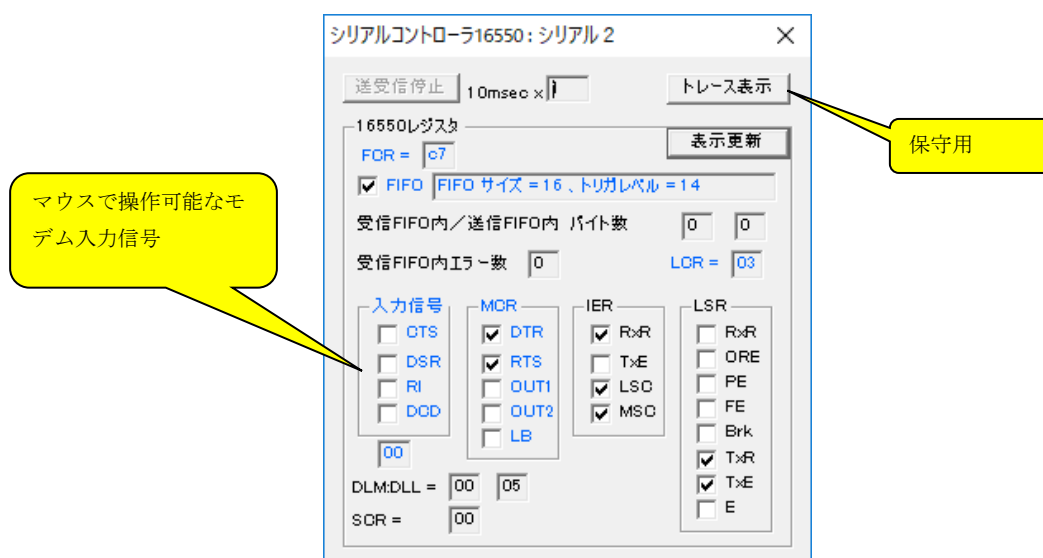 シリアルコントローラ16550 : シリアル 2
送受信停止 10msec x トレース表示
16550レジスタ
表示更新
FCR = c7
FIFO FIFO サイズ = 16 、トリガレベル = 14
受信FIFO内／送信FIFO内 バイト数 0 0
受信FIFO内エラー数 0 LCR = 03
入力信号 MCR IER LSR
CTS DTR RxR RxR
DSR RTS TxE ORE
RI OUT1 LSC PE
DCD OUT2 MSC FE
LB Brk
00 TxR
DLM:DLL = 00 05 TxE
SCR = 00 E
保守用
マウスで操作可能なモ
デム入力信号